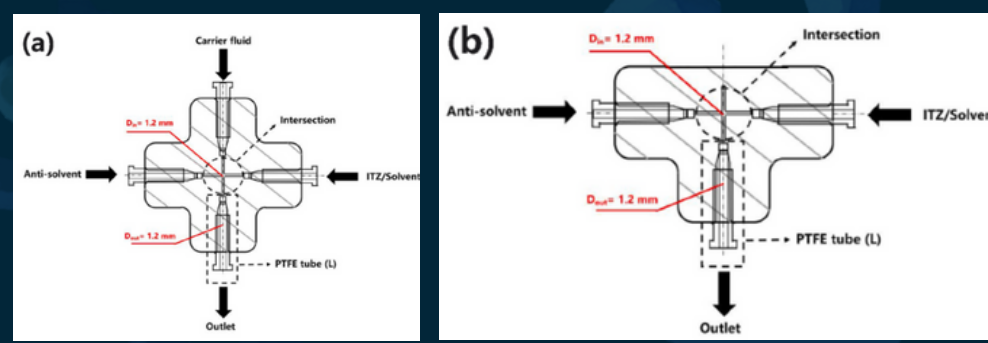 (a)
Carrier fluid
Din= 1.2 mm
Intersection
Anti-solvent
ITZ/Solvent
Dout= 1.2 mm
PTFE tube (L)
Outlet
(b)
Din= 1.2 mm
Intersection
Anti-solvent
ITZ/Solven
Dout= 1.2 mm
PTFE tube (L)
Outlet